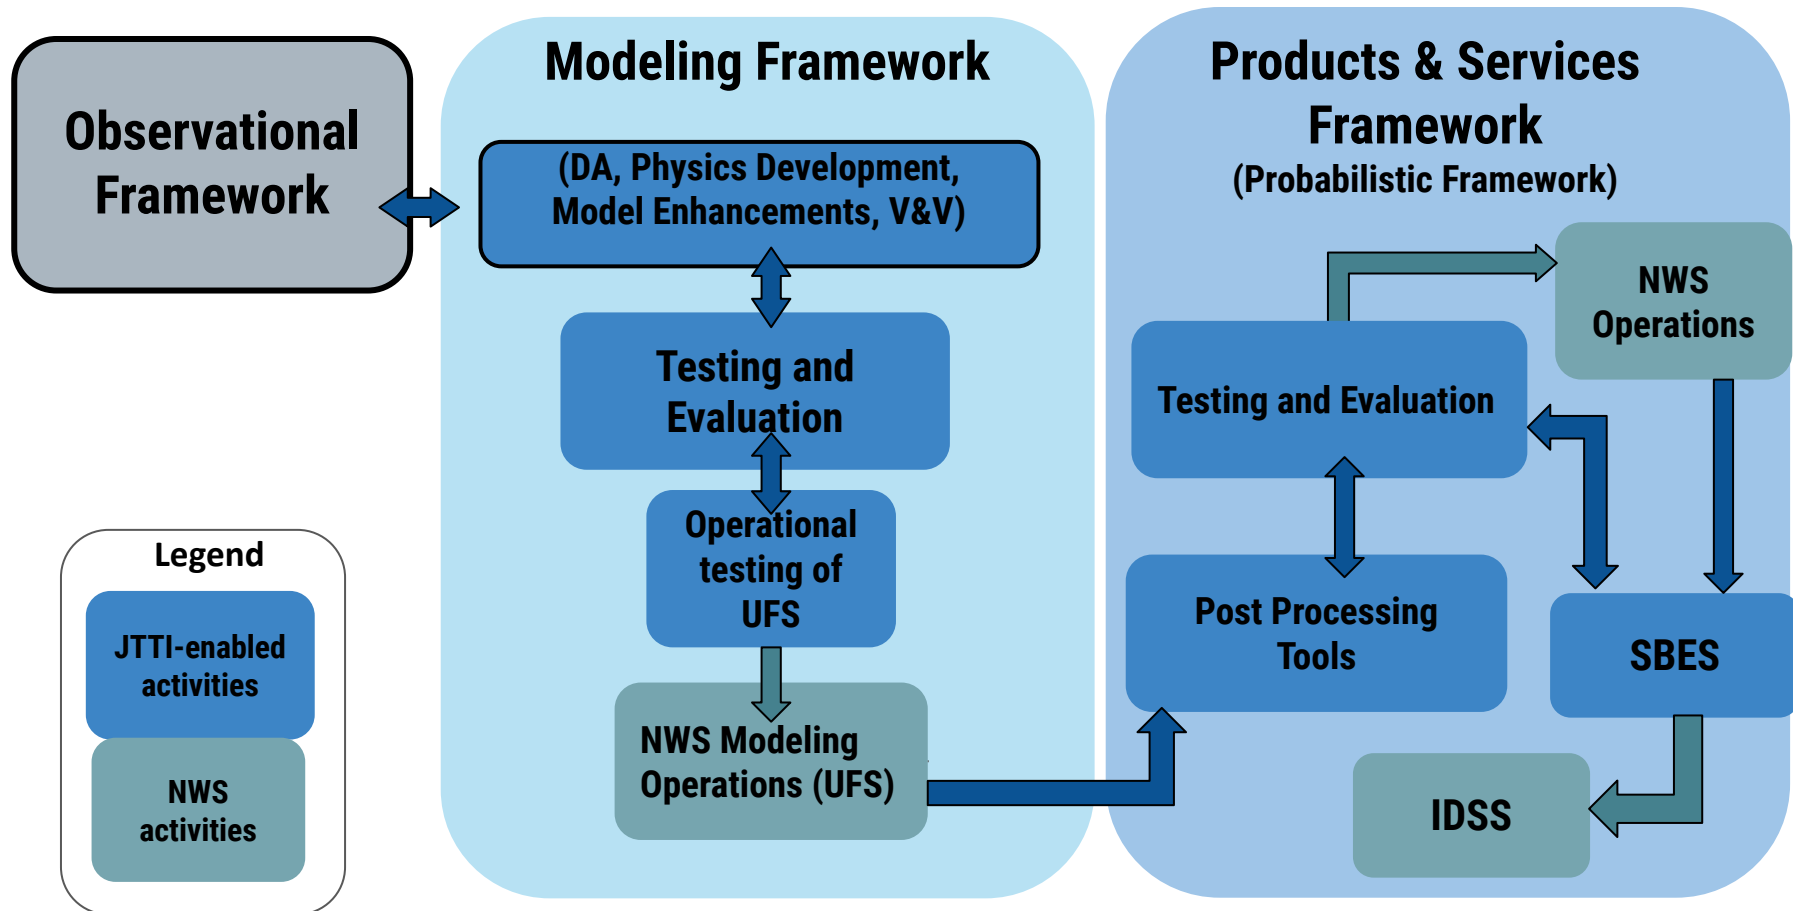 Observational
Framework
Modeling Framework
(DA, Physics Development,
Model Enhancements, V&V)
Testing and
Evaluation
Operational
testing of
UFS
NWS Modeling
Operations (UFS)
Products & Services
Framework
(Probabilistic Framework)
NWS
Operations
Testing and Evaluation
Post Processing
Tools
SBES
IDSS
Legend
JTTI-enabled
activities
NWS
activities